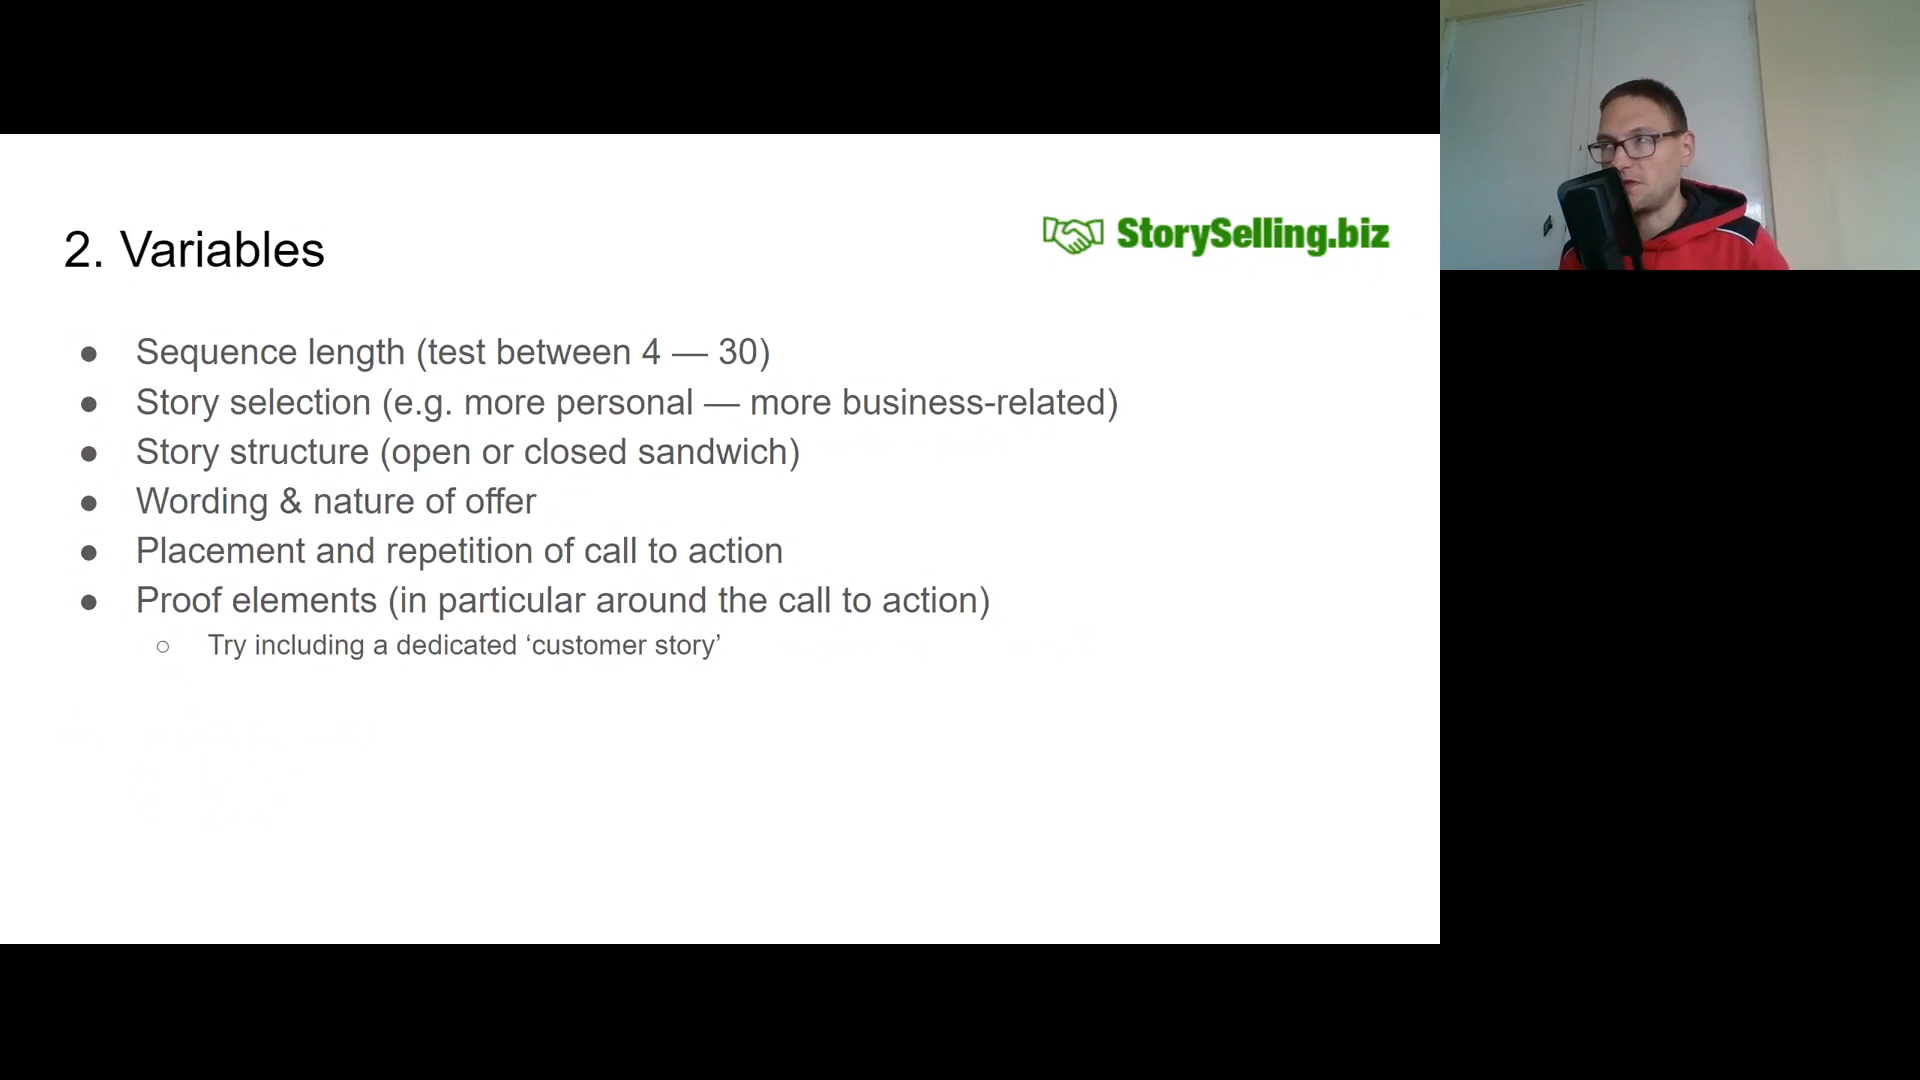 2. Variables
StorySelling.biz
● Sequence length (test between 4 — 30)
● Story selection (e.g. more personal — more business-related)
● Story structure (open or closed sandwich)
● Wording & nature of offer
● Placement and repetition of call to action
● Proof elements (in particular around the call to action)
○ Try including a dedicated ‘customer story’